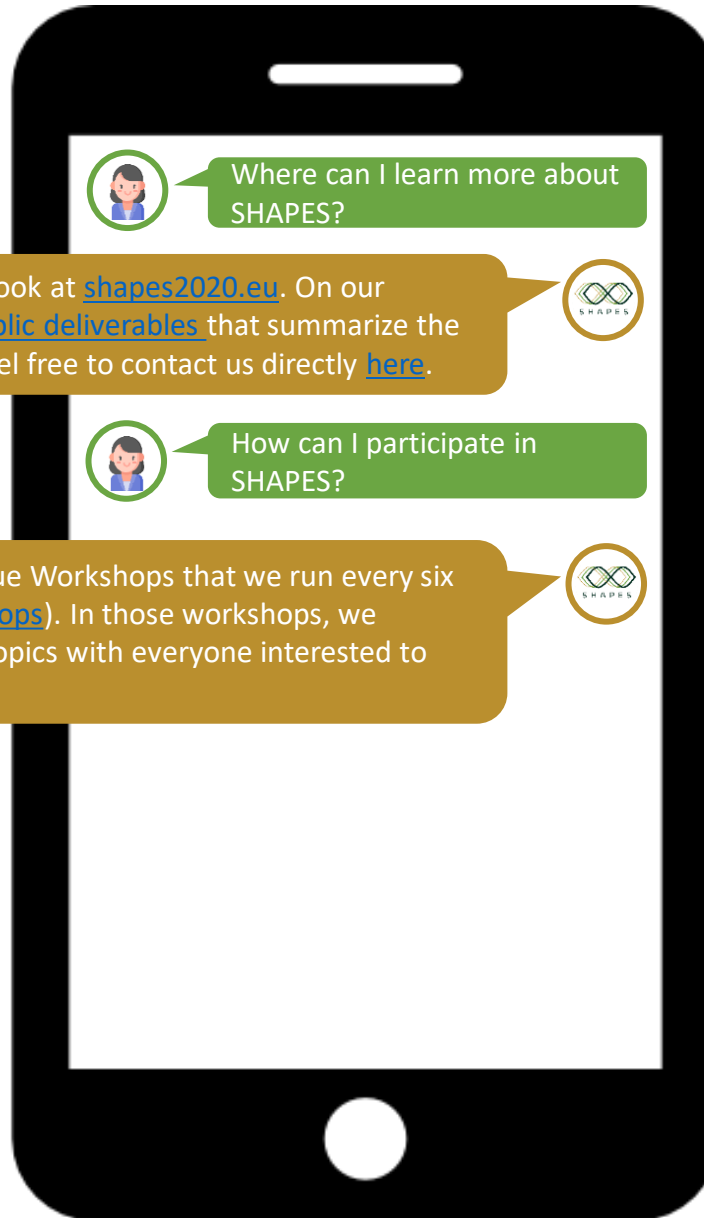 Where can I learn more about
SHAPES?
ook at shapes2020.eu. On our
SHAPES
blic deliverables that summarize the
el free to contact us directly here.
How can I participate in
SHAPES?
ue Workshops that we run every six
SHAPES
ops). In those workshops, we
opics with everyone interested to